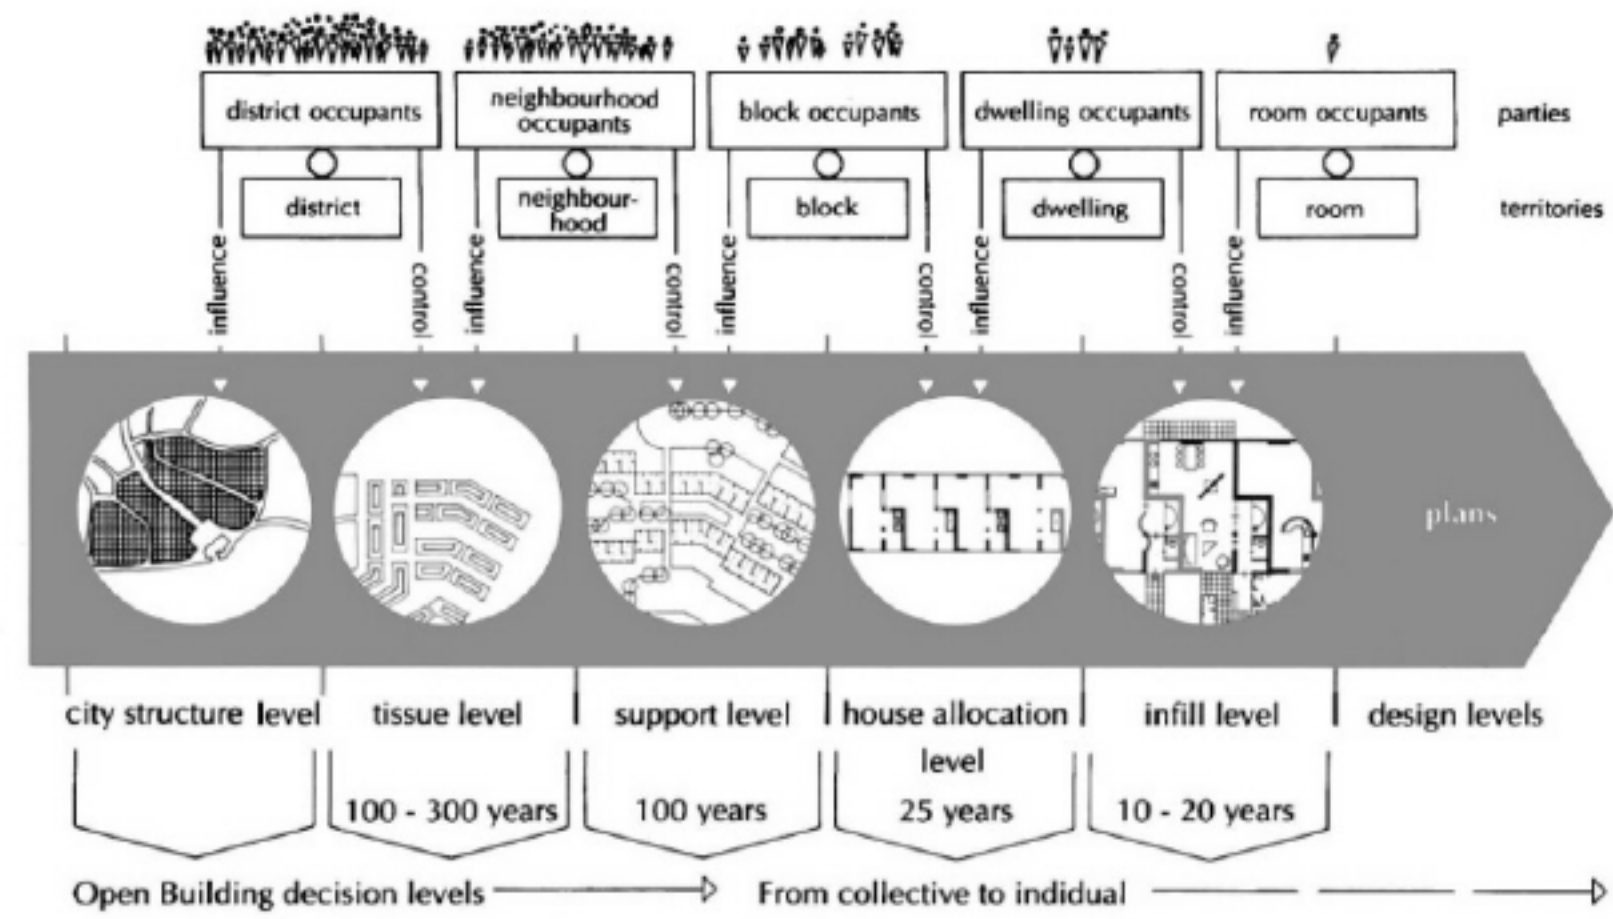 district occupants
neighbourhood
occupants
block occupants
dwelling occupants
room occupants
parties
district
neighbour-
hood
block
dwelling
room
territories
influence
control
influence
control
influence
control
influence
control
influence
plans
city structure level
tissue level
support level
house allocation
level
infill level
design levels
100 - 300 years
100 years
25 years
10 - 20 years
Open Building decision levels
From collective to indidual